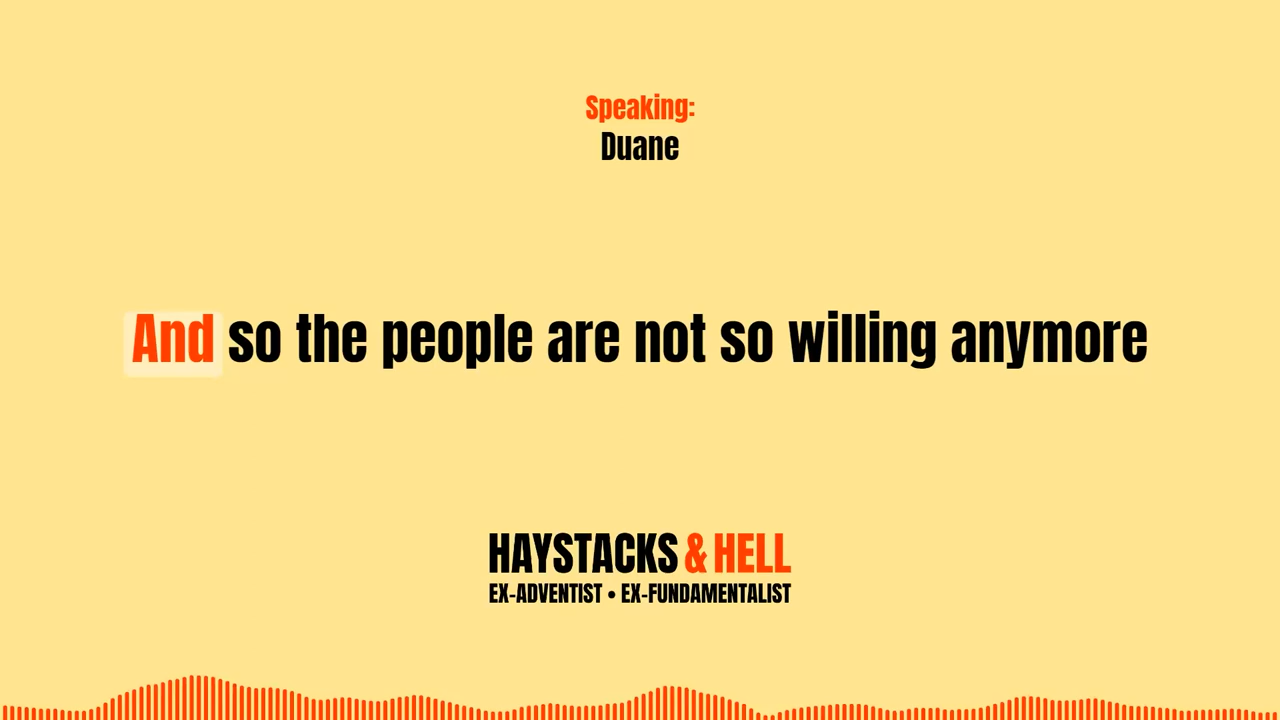 Speaking:
Duane
And so the people are not so willing anymore
HAYSTACKS & HELL
EX-ADVENTIST • EX-FUNDAMENTALIST